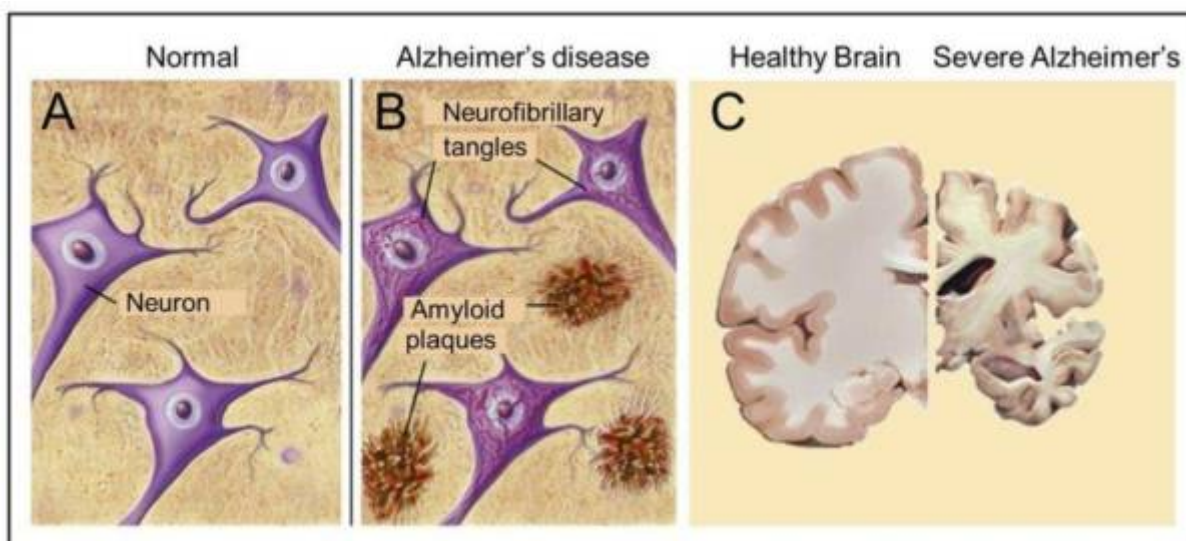 Normal
Alzheimer's disease
Healthy Brain
Severe Alzheimer's
A
B
C
Neurofibrillary
tangles
Neuron
Amyloid
plaques